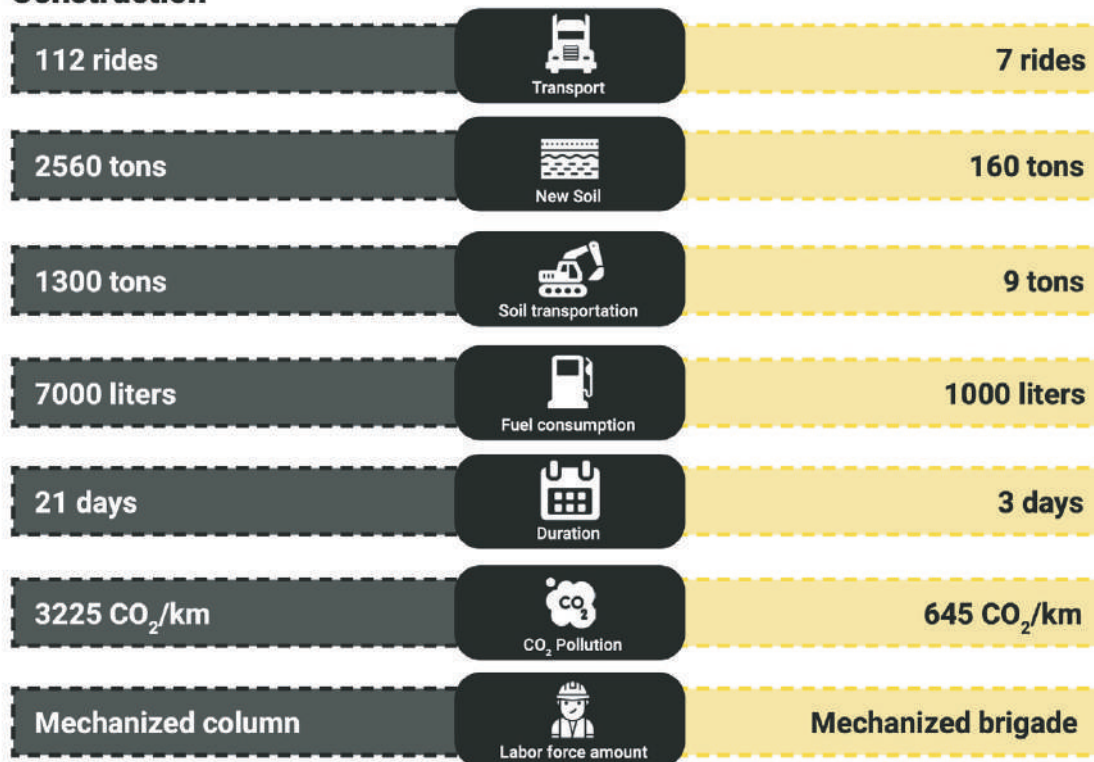 Construction
112 rides
Transport
7 rides
2560 tons
New Soil
160 tons
1300 tons
Soil transportation
9 tons
7000 liters
Fuel consumption
1000 liters
21 days
Duration
3 days
3225 CO₂/km
CO₂
CO₂ Pollution
645 CO₂/km
Mechanized column
Labor force amount
Mechanized brigade